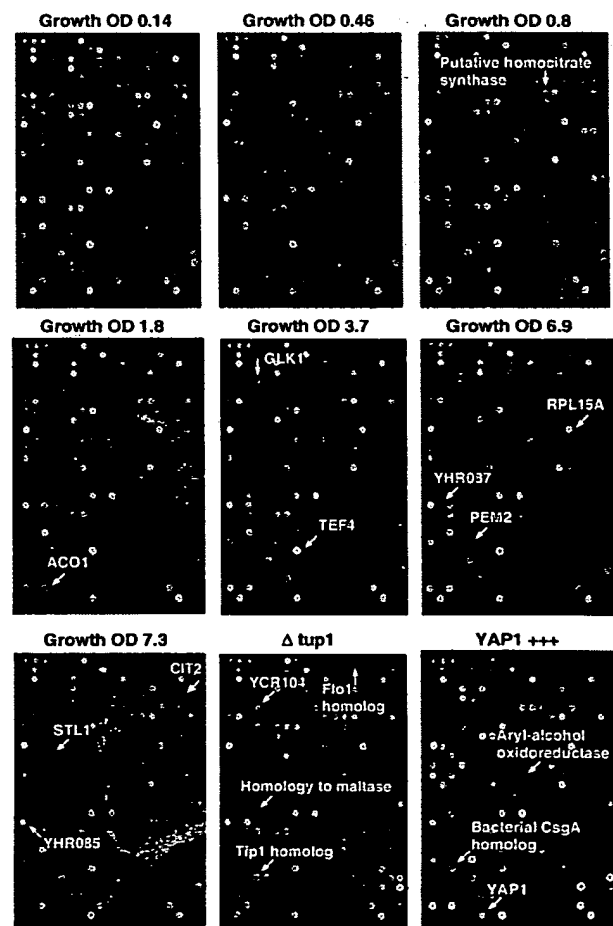 Growth OD 0.14
Growth OD 0.46
Growth OD 0.8
Putative homocitrate
synthase
Growth OD 1.8
Growth OD 3.7
Growth OD 6.9
GLK1
RPL15A
YHR087
PEM2
TEF4
ACO1
Growth OD 7.3
Δ tup1
YAP1 +++
CIT2
YCR104
Flo1
homolog
STL1
Aryl-alcohol
oxidoreductase
Homology to maltase
YHR085
Tip1 homolog
Bacterial CsgA
homolog
YAP1